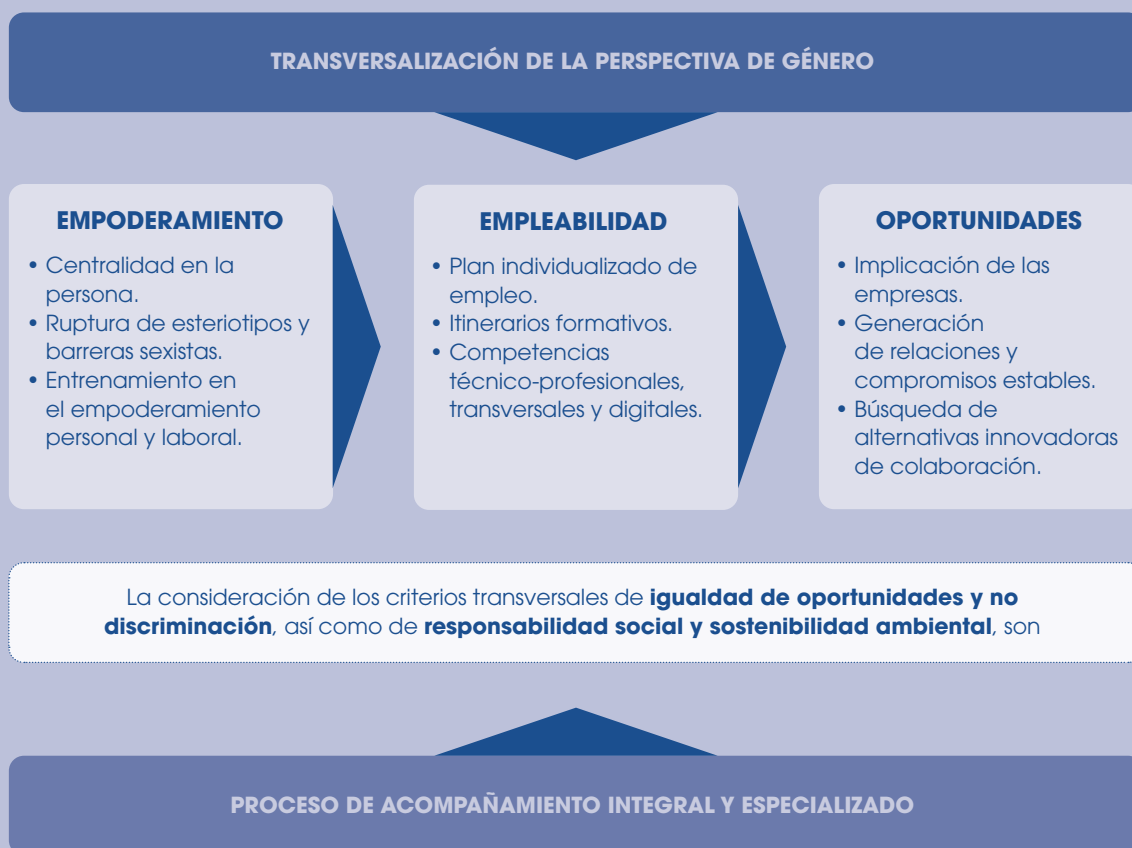 TRANSVERSALIZACIÓN DE LA PERSPECTIVA DE GÉNERO
EMPODERAMIENTO
• Centralidad en la
persona.
• Ruptura de esteriotipos y
barreras sexistas.
• Entrenamiento en
el empoderamiento
personal y laboral.
EMPLEABILIDAD
• Plan individualizado de
empleo.
• Itinerarios formativos.
• Competencias
técnico-profesionales,
transversales y digitales.
OPORTUNIDADES
• Implicación de las
empresas.
• Generación
de relaciones y
compromisos estables.
• Búsqueda de
alternativas innovadoras
de colaboración.
La consideración de los criterios transversales de igualdad de oportunidades y no
discriminación, así como de responsabilidad social y sostenibilidad ambiental, son
PROCESO DE ACOMPAÑAMIENTO INTEGRAL Y ESPECIALIZADO